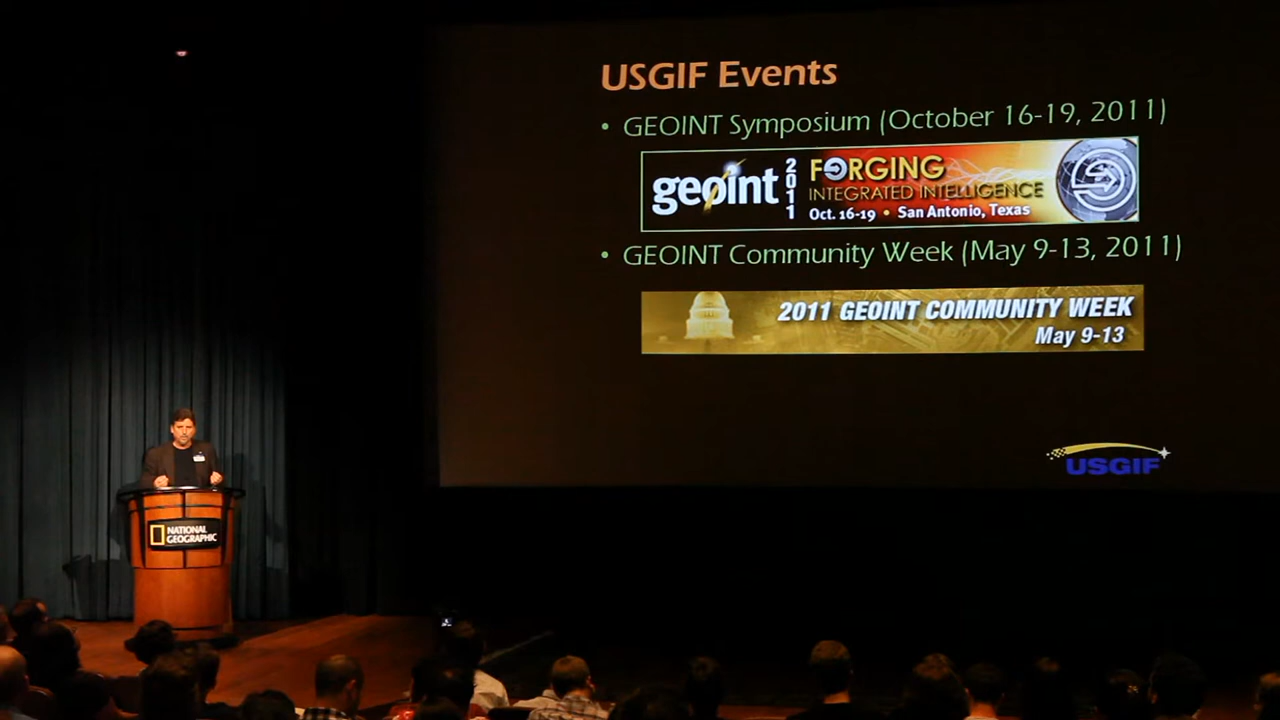 USGIF Events
• GEOINT Symposium (October 16-19, 2011)
geoint 2011
FORGING
INTEGRATED INTELLIGENCE
Oct. 16-19 • San Antonio, Texas
• GEOINT Community Week (May 9-13, 2011)
2011 GEOINT COMMUNITY WEEK
May 9-13
USGIF
NATIONAL
GEOGRAPHIC